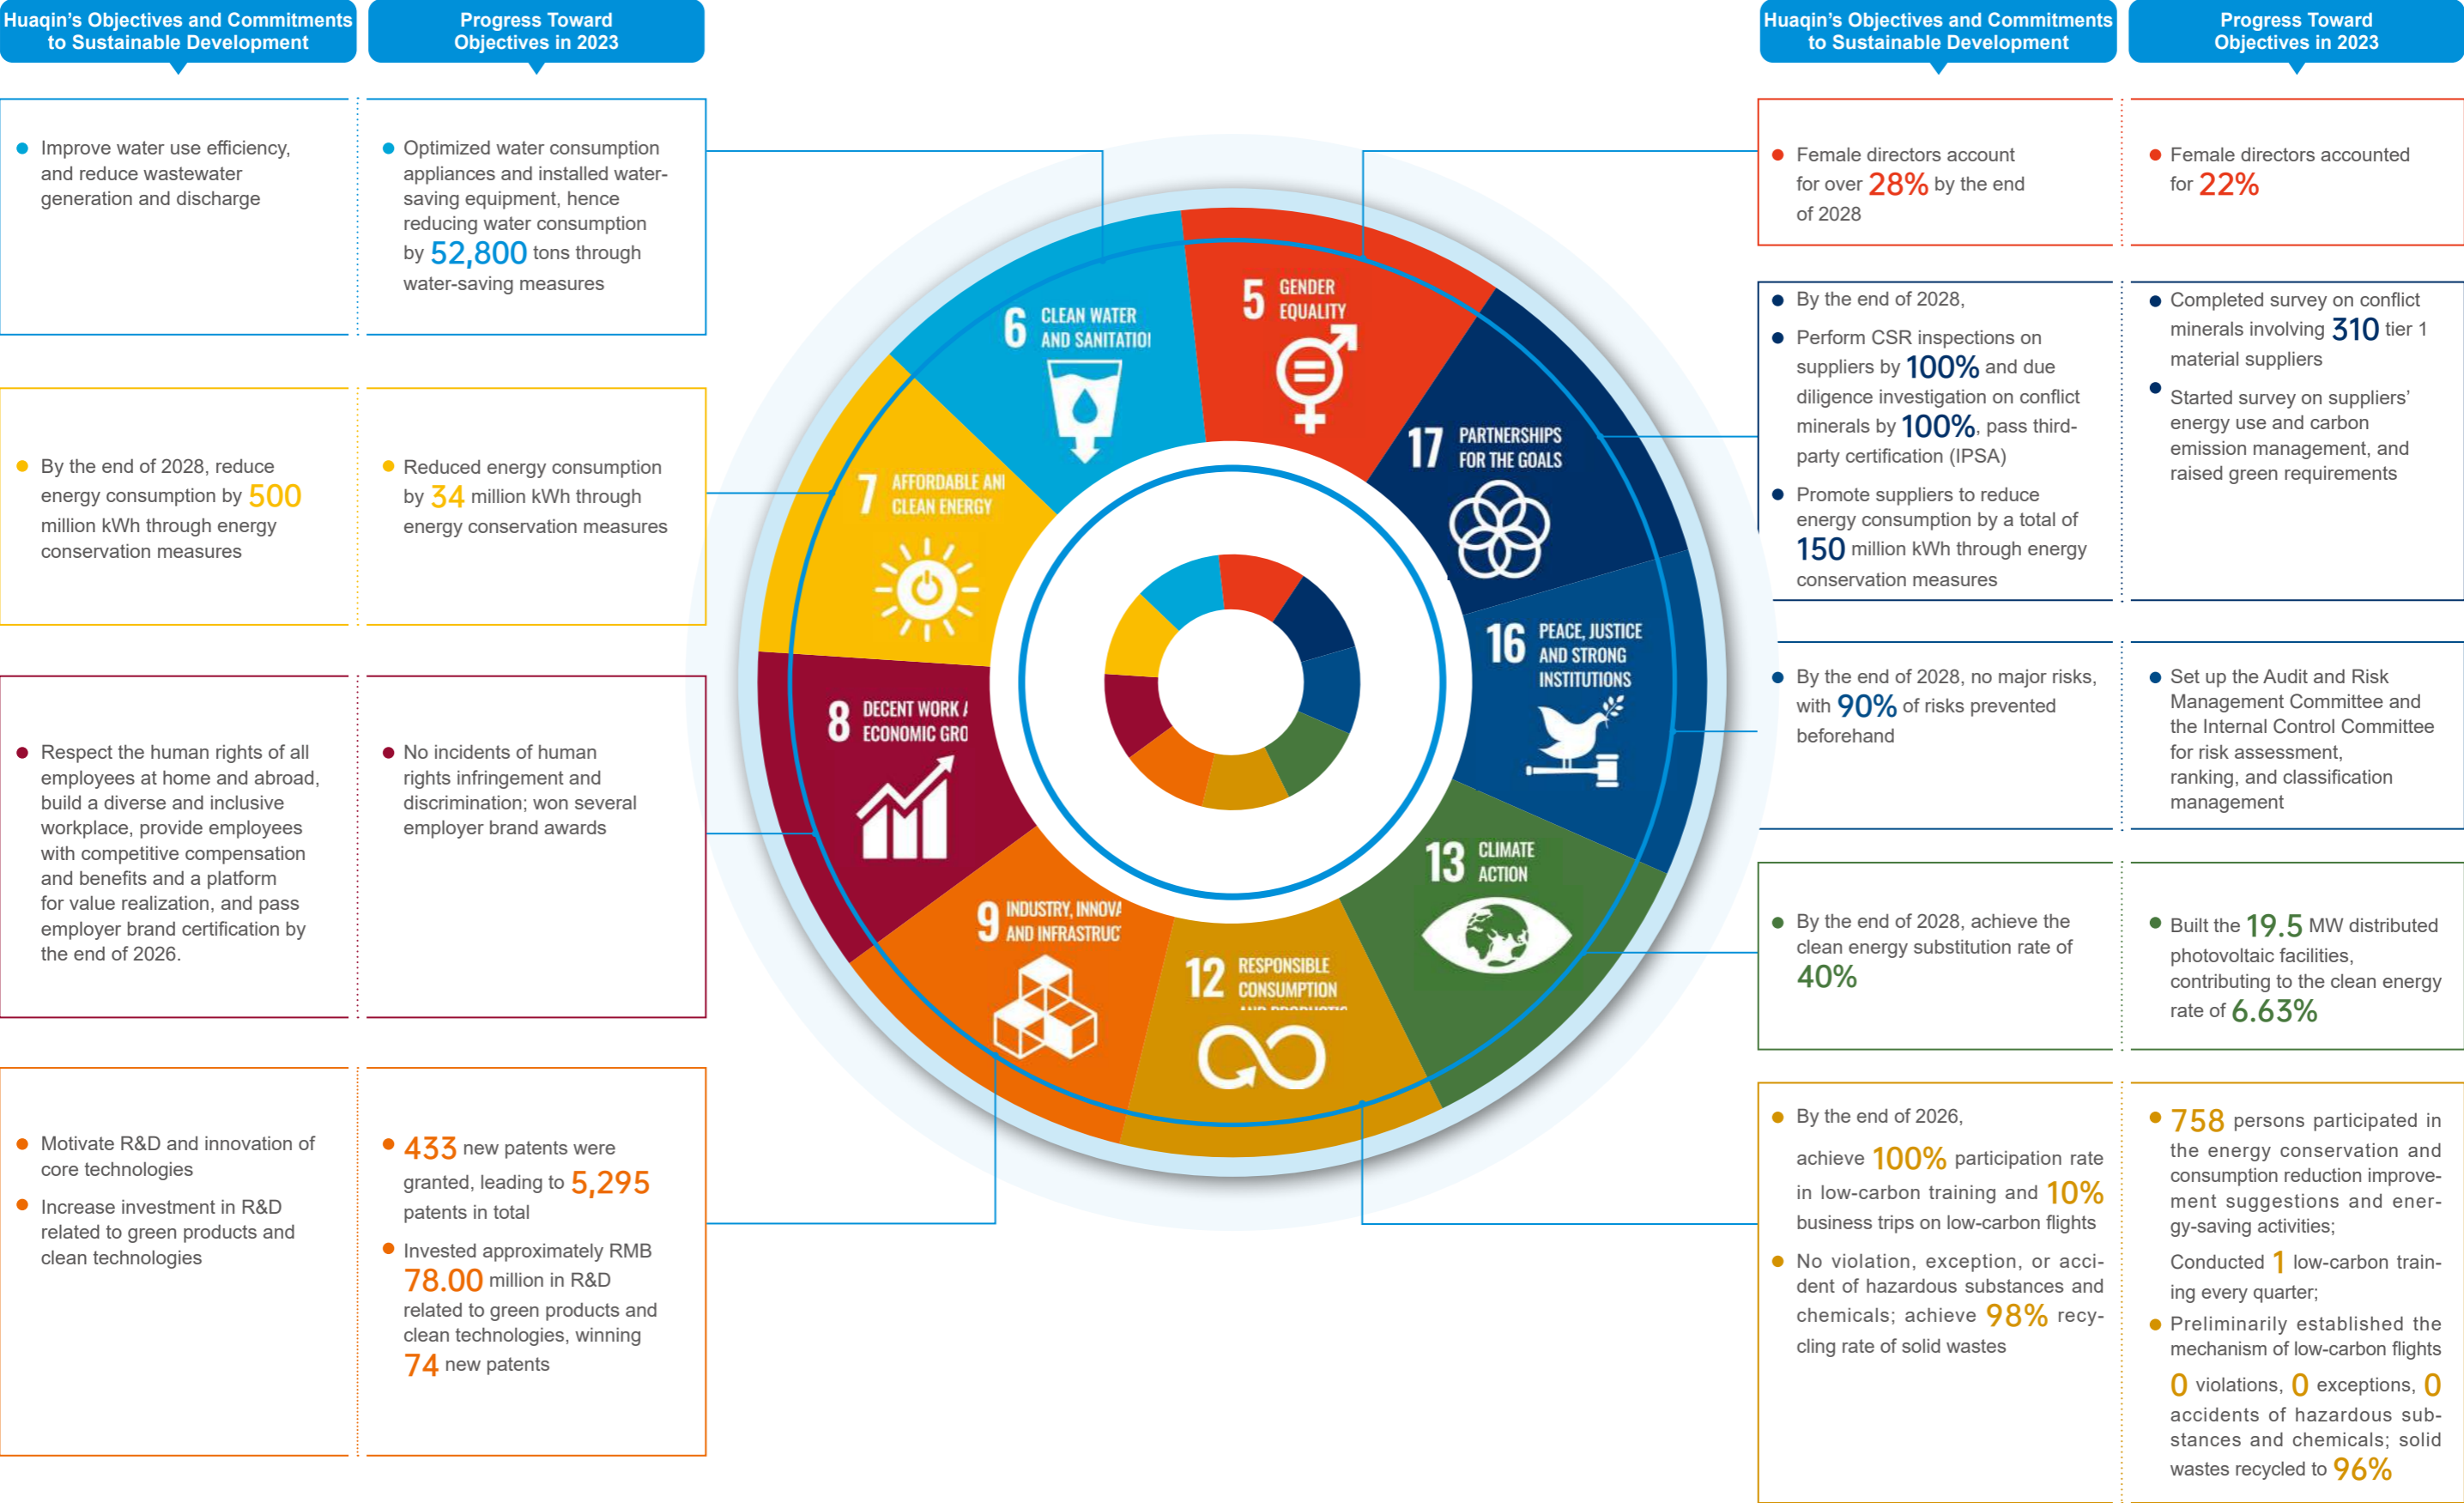 Huaqin's Objectives and Commitments
to Sustainable Development
Progress Toward
Objectives in 2023
Improve water use efficiency,
and reduce wastewater
generation and discharge
Optimized water consumption
appliances and installed water-
saving equipment, hence
reducing water consumption
by 52,800 tons through
water-saving measures
By the end of 2028, reduce
energy consumption by 500
million kWh through energy
conservation measures
Reduced energy consumption
by 34 million kWh through
energy conservation measures
Respect the human rights of all
employees at home and abroad,
build a diverse and inclusive
workplace, provide employees
with competitive compensation
and benefits and a platform
for value realization, and pass
employer brand certification by
the end of 2026.
No incidents of human
rights infringement and
discrimination; won several
employer brand awards
Motivate R&D and innovation of
core technologies
Increase investment in R&D
related to green products and
clean technologies
433 new patents were
granted, leading to 5,295
patents in total
Invested approximately RMB
78.00 million in R&D
related to green products and
clean technologies, winning
74 new patents
5 GENDER
EQUALITY
6 CLEAN WATER
AND SANITATIO
7 AFFORDABLE AN
CLEAN ENERGY
8 DECENT WORK
ECONOMIC GRO
9 INDUSTRY, INNOV
AND INFRASTRUC
12 RESPONSIBLE
CONSUMPTION
13 CLIMATE
ACTION
16 PEACE, JUSTICE
AND STRONG
INSTITUTIONS
17 PARTNERSHIPS
FOR THE GOALS
Huaqin's Objectives and Commitments
to Sustainable Development
Progress Toward
Objectives in 2023
Female directors account
for over 28% by the end
of 2028
Female directors accounted
for 22%
By the end of 2028,
Perform CSR inspections on
suppliers by 100% and due
diligence investigation on conflict
minerals by 100%, pass third-
party certification (IPSA)
Promote suppliers to reduce
energy consumption by a total of
150 million kWh through energy
conservation measures
Completed survey on conflict
minerals involving 310 tier 1
material suppliers
Started survey on suppliers'
energy use and carbon
emission management, and
raised green requirements
By the end of 2028, no major risks,
with 90% of risks prevented
beforehand
Set up the Audit and Risk
Management Committee and
the Internal Control Committee
for risk assessment,
ranking, and classification
management
By the end of 2028, achieve the
clean energy substitution rate of
40%
Built the 19.5 MW distributed
photovoltaic facilities,
contributing to the clean energy
rate of 6.63%
By the end of 2026,
achieve 100% participation rate
in low-carbon training and 10%
business trips on low-carbon flights
No violation, exception, or acci-
dent of hazardous substances and
chemicals; achieve 98% recy-
cling rate of solid wastes
758 persons participated in
the energy conservation and
consumption reduction improve-
ment suggestions and ener-
gy-saving activities;
Conducted 1 low-carbon train-
ing every quarter;
Preliminarily established the
mechanism of low-carbon flights
0 violations, 0 exceptions, 0
accidents of hazardous sub-
stances and chemicals; solid
wastes recycled to 96%